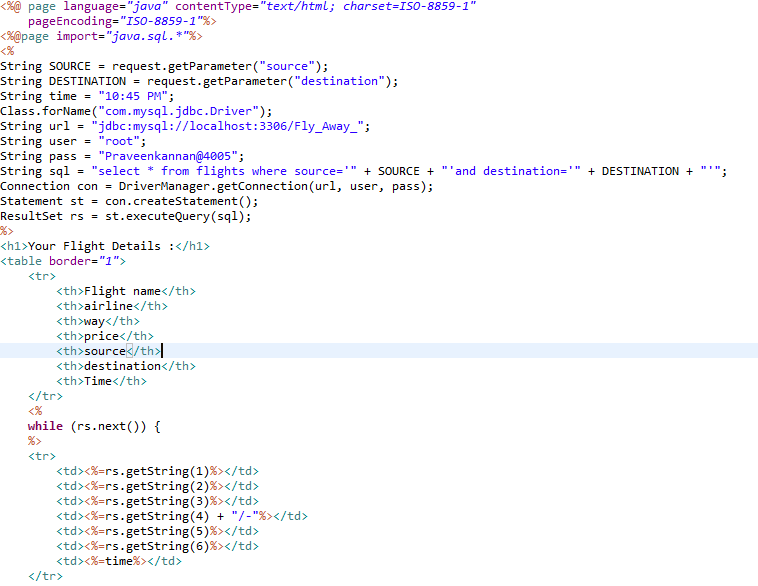 <%@ page language="java" contentType="text/html; charset=ISO-8859-1"
    pageEncoding="ISO-8859-1"%>
<%@page import="java.sql.*"%>
<%
String SOURCE = request.getParameter("source");
String DESTINATION = request.getParameter("destination");
String time = "10:45 PM";
Class.forName("com.mysql.jdbc.Driver");
String url = "jdbc:mysql://localhost:3306/Fly_Away_";
String user = "root";
String pass = "Praveenkannan@4005";
String sql = "select * from flights where source='" + SOURCE + "'and destination='" + DESTINATION + "'";
Connection con = DriverManager.getConnection(url, user, pass);
Statement st = con.createStatement();
ResultSet rs = st.executeQuery(sql);
%>
<h1>Your Flight Details :</h1>
<table border="1">
    <tr>
        <th>Flight name</th>
        <th>airline</th>
        <th>way</th>
        <th>price</th>
        <th>source</th>
        <th>destination</th>
        <th>Time</th>
    </tr>
    <%
    while (rs.next()) {
    %>
    <tr>
        <td><%=rs.getString(1)%></td>
        <td><%=rs.getString(2)%></td>
        <td><%=rs.getString(3)%></td>
        <td><%=rs.getString(4) + "/-"%></td>
        <td><%=rs.getString(5)%></td>
        <td><%=rs.getString(6)%></td>
        <td><%=time%></td>
    </tr>